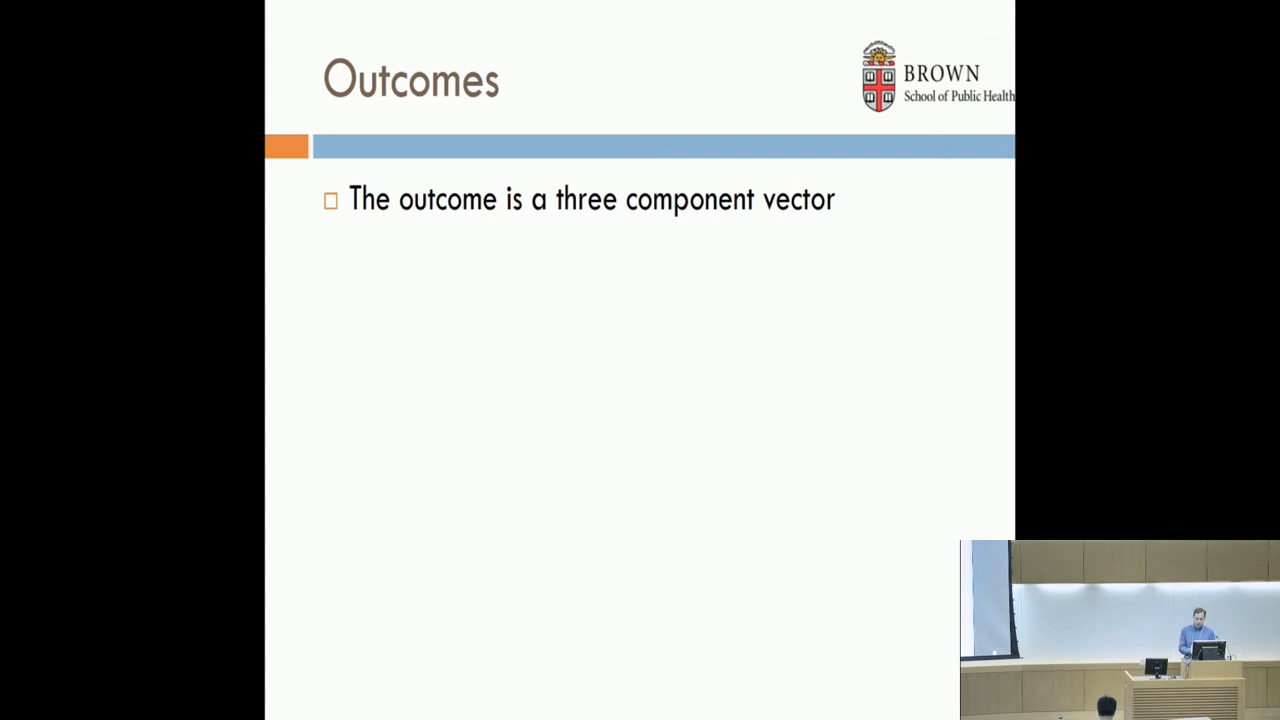 Outcomes
BROWN
School of Public Health
The outcome is a three component vector